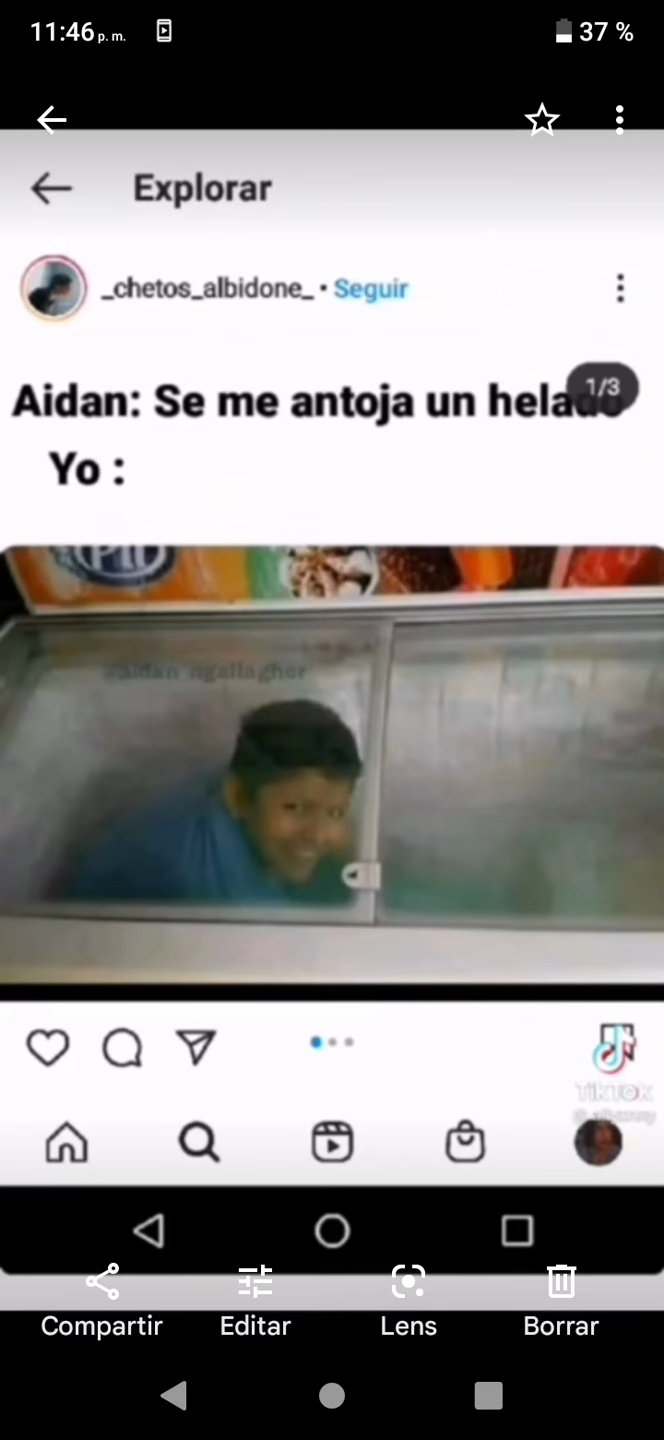 11:46 p. m.
37 %
Explorar
_chetos_albidone_ • Seguir
1/3
Aidan: Se me antoja un helado
Yo :
TikTok
Compartir
Editar
Lens
Borrar